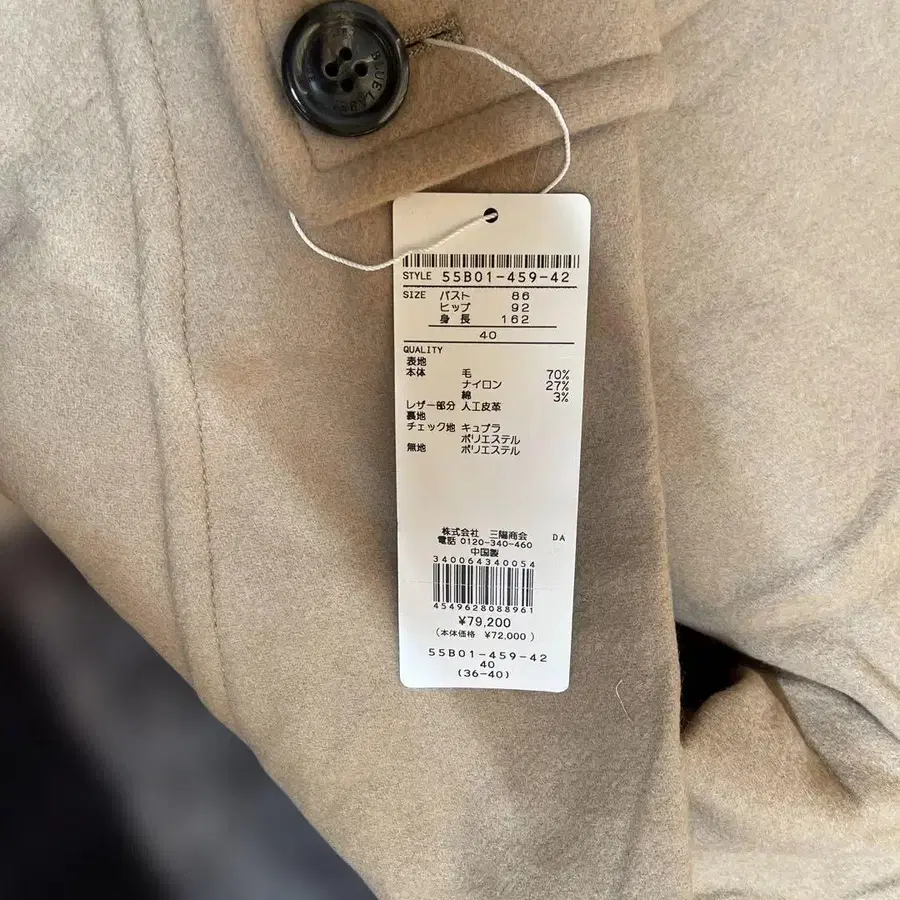 BLUE LABEL
STYLE 55B01-459-42
SIZE バスト 86
ヒップ 92
身長 162
40
QUALITY
表地
本体 毛 70%
ナイロン 27%
綿 3%
レザー部分 人工皮革
裏地
チェック地 キュプラ
ポリエステル
無地 ポリエステル
株式会社 三陽商会 DA
電話 0120-340-460
中国製
340064340054
4549628088961
¥79,200
(本体価格 ¥72,000)
55B01-459-42
40
(36-40)